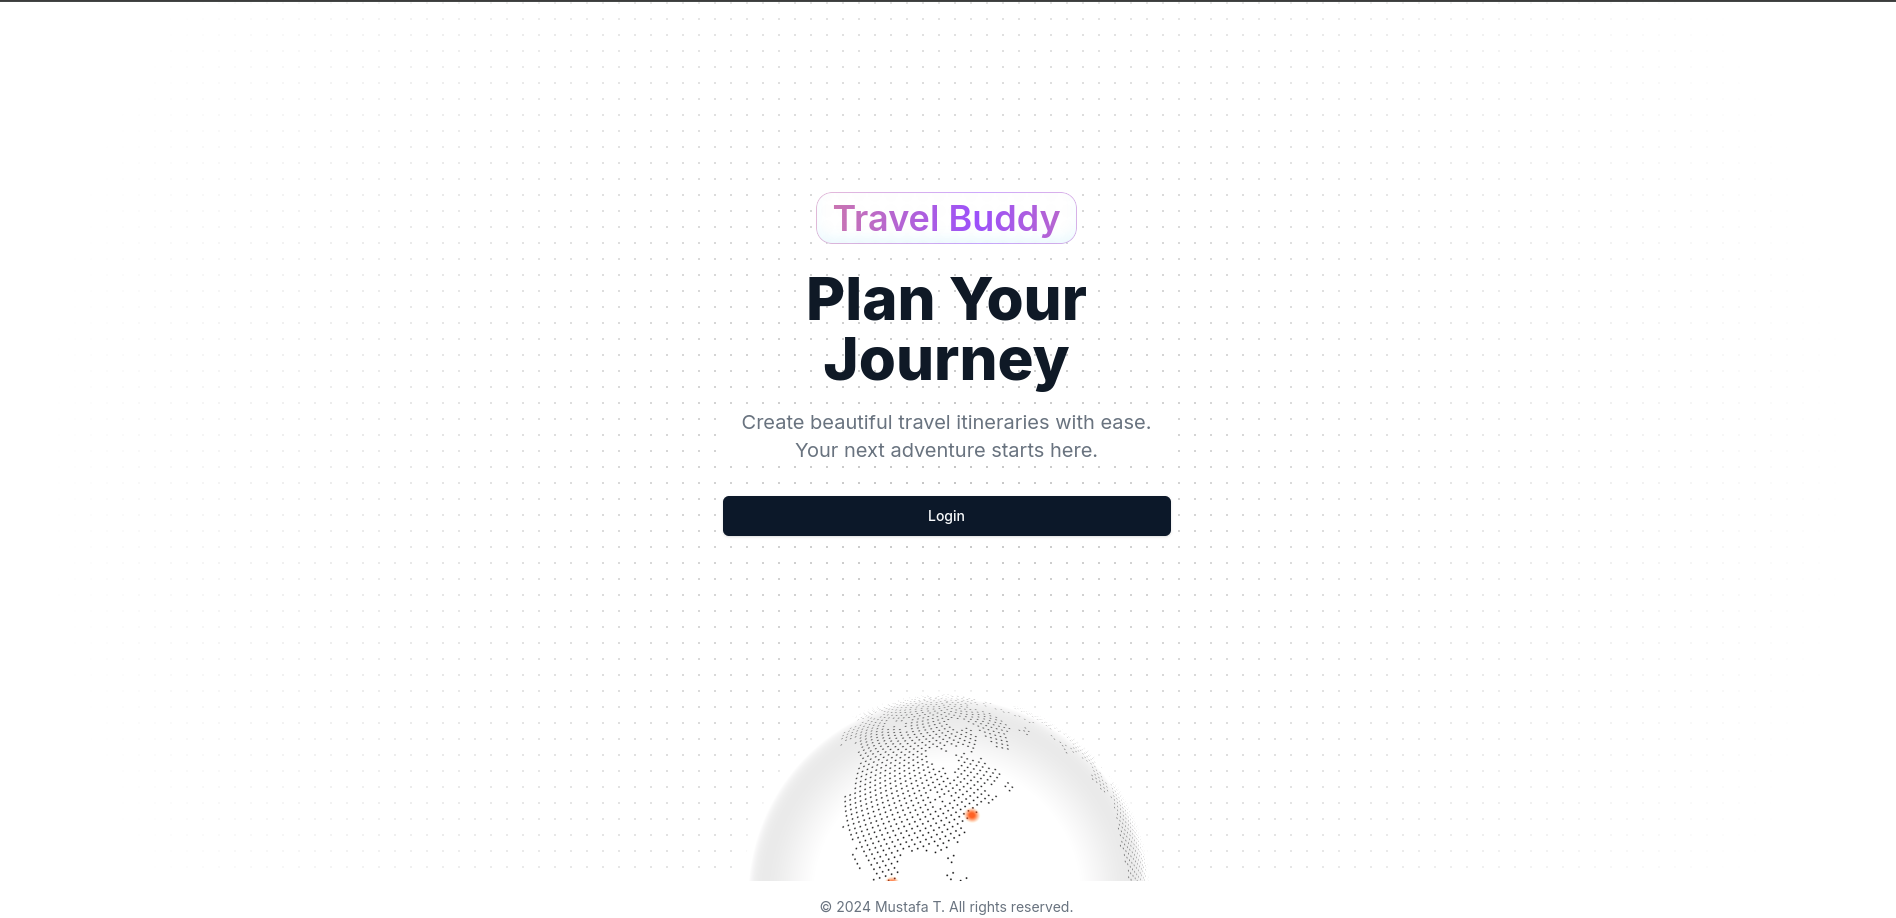 Travel Buddy
Plan Your
Journey
Create beautiful travel itineraries with ease.
Your next adventure starts here.
Login
© 2024 Mustafa T. All rights reserved.